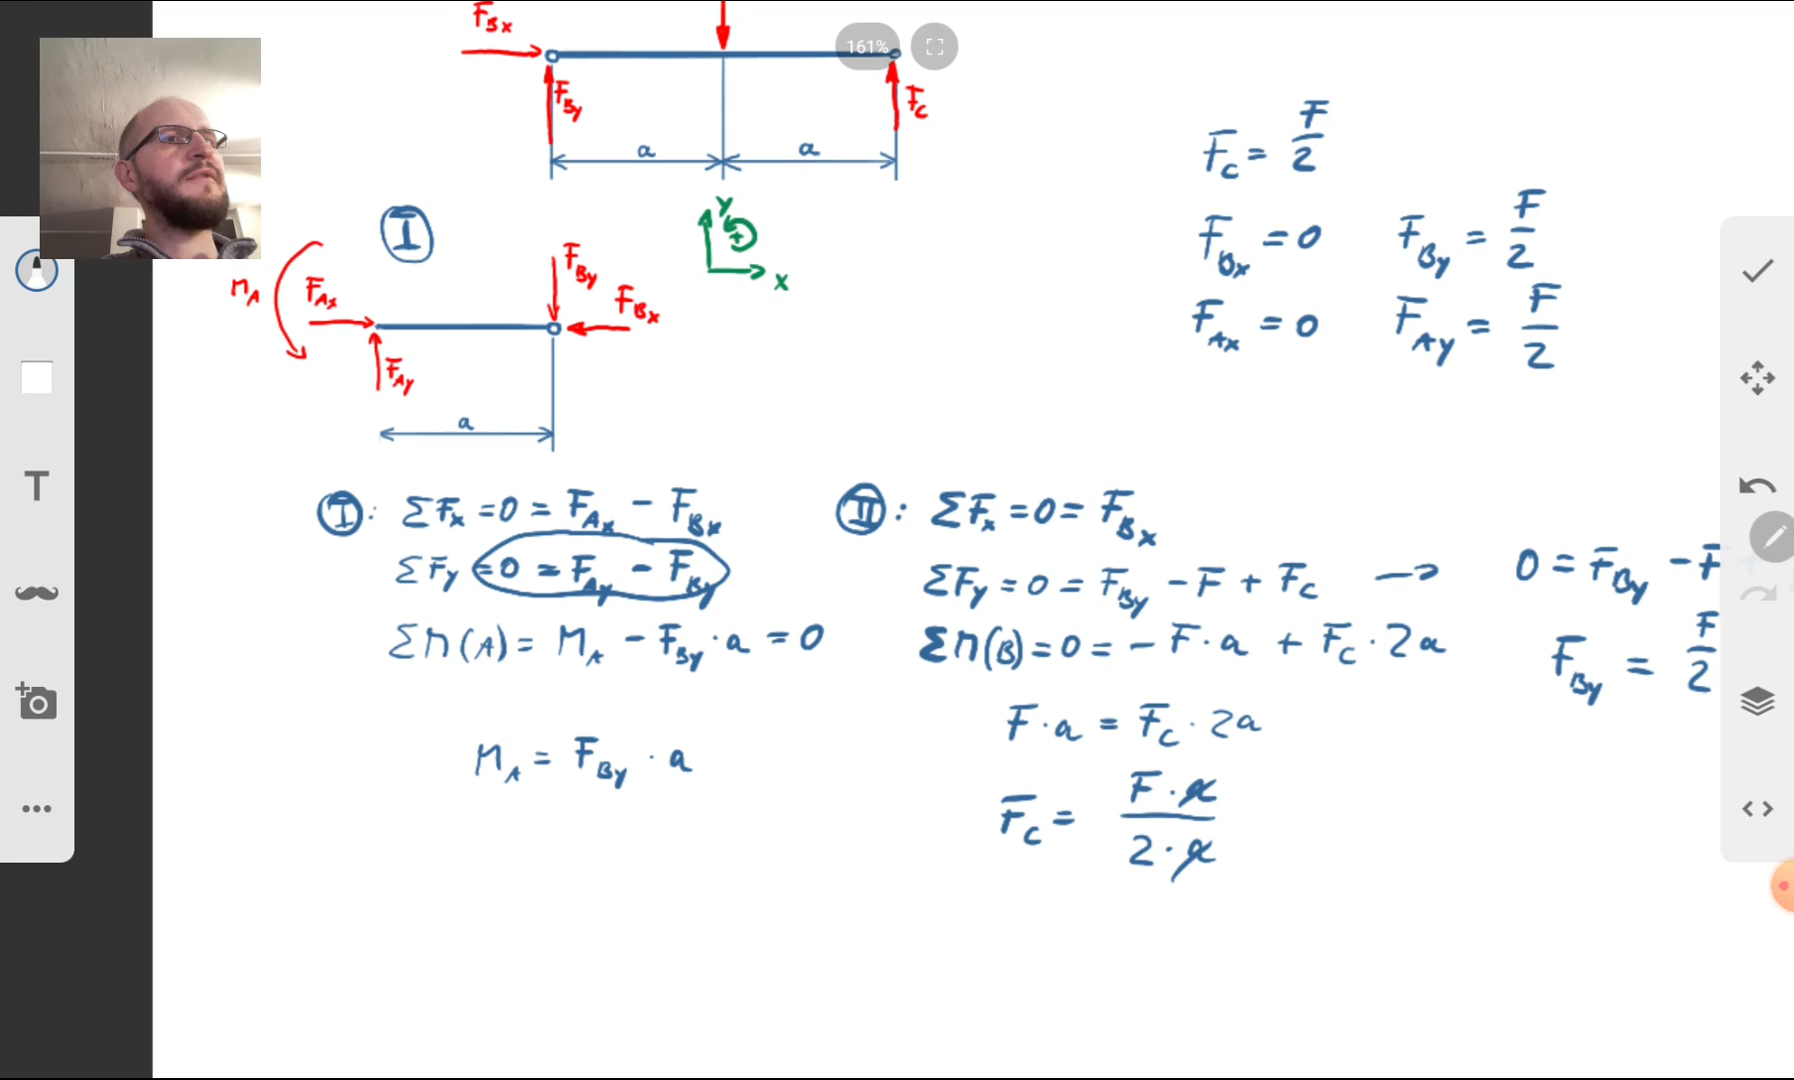 F_Bx
161%
F_By
F_C
a a
F_C = F/2
F_Bx = 0 F_By = F/2
F_Ax = 0 F_Ay = F/2
I
y
+
x
M_A F_Ax
F_By
F_Bx
F_Ay
a
I: ΣF_x = 0 = F_Ax - F_Bx
ΣF_y = 0 = F_Ay - F_By
ΣM(A) = M_A - F_By · a = 0
M_A = F_By · a
II: ΣF_x = 0 = F_Bx
ΣF_y = 0 = F_By - F + F_C → 0 = F_By - F
ΣM(B) = 0 = - F · a + F_C · 2a
F_By = F/2
F · a = F_C · 2a
F_C = F · a / 2 · a
T